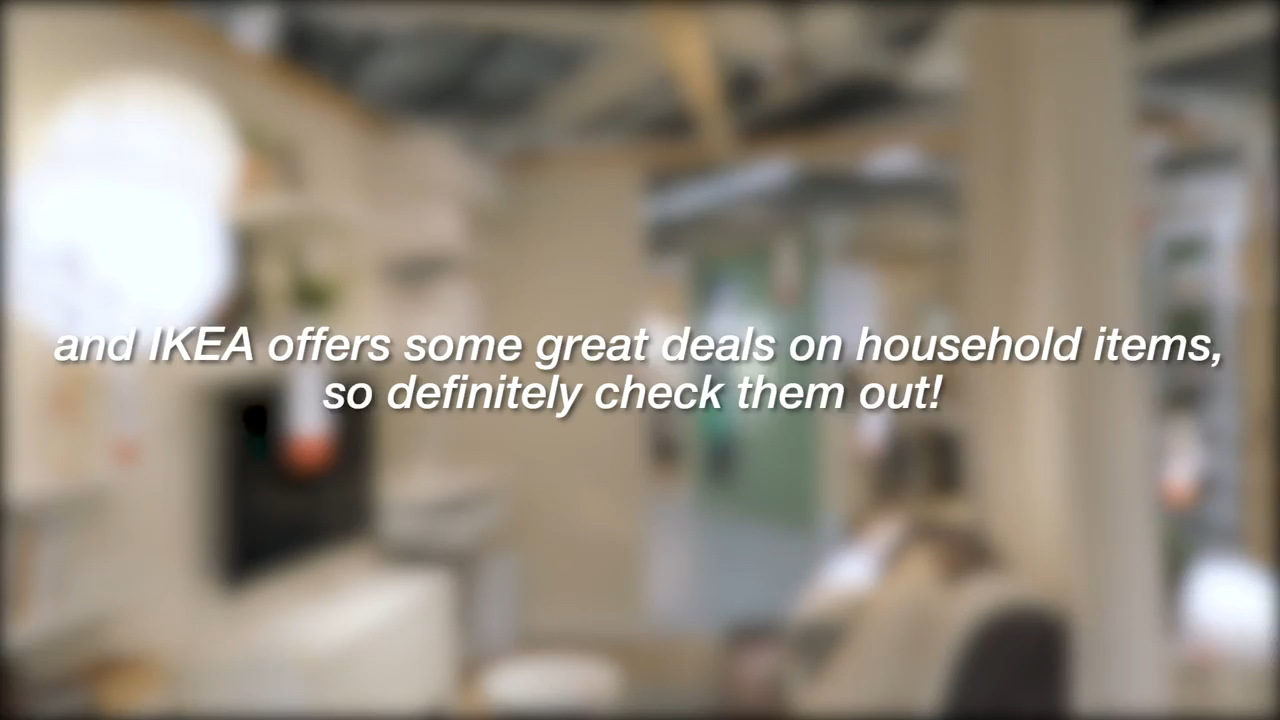 and IKEA offers some great deals on household items,
so definitely check them out!